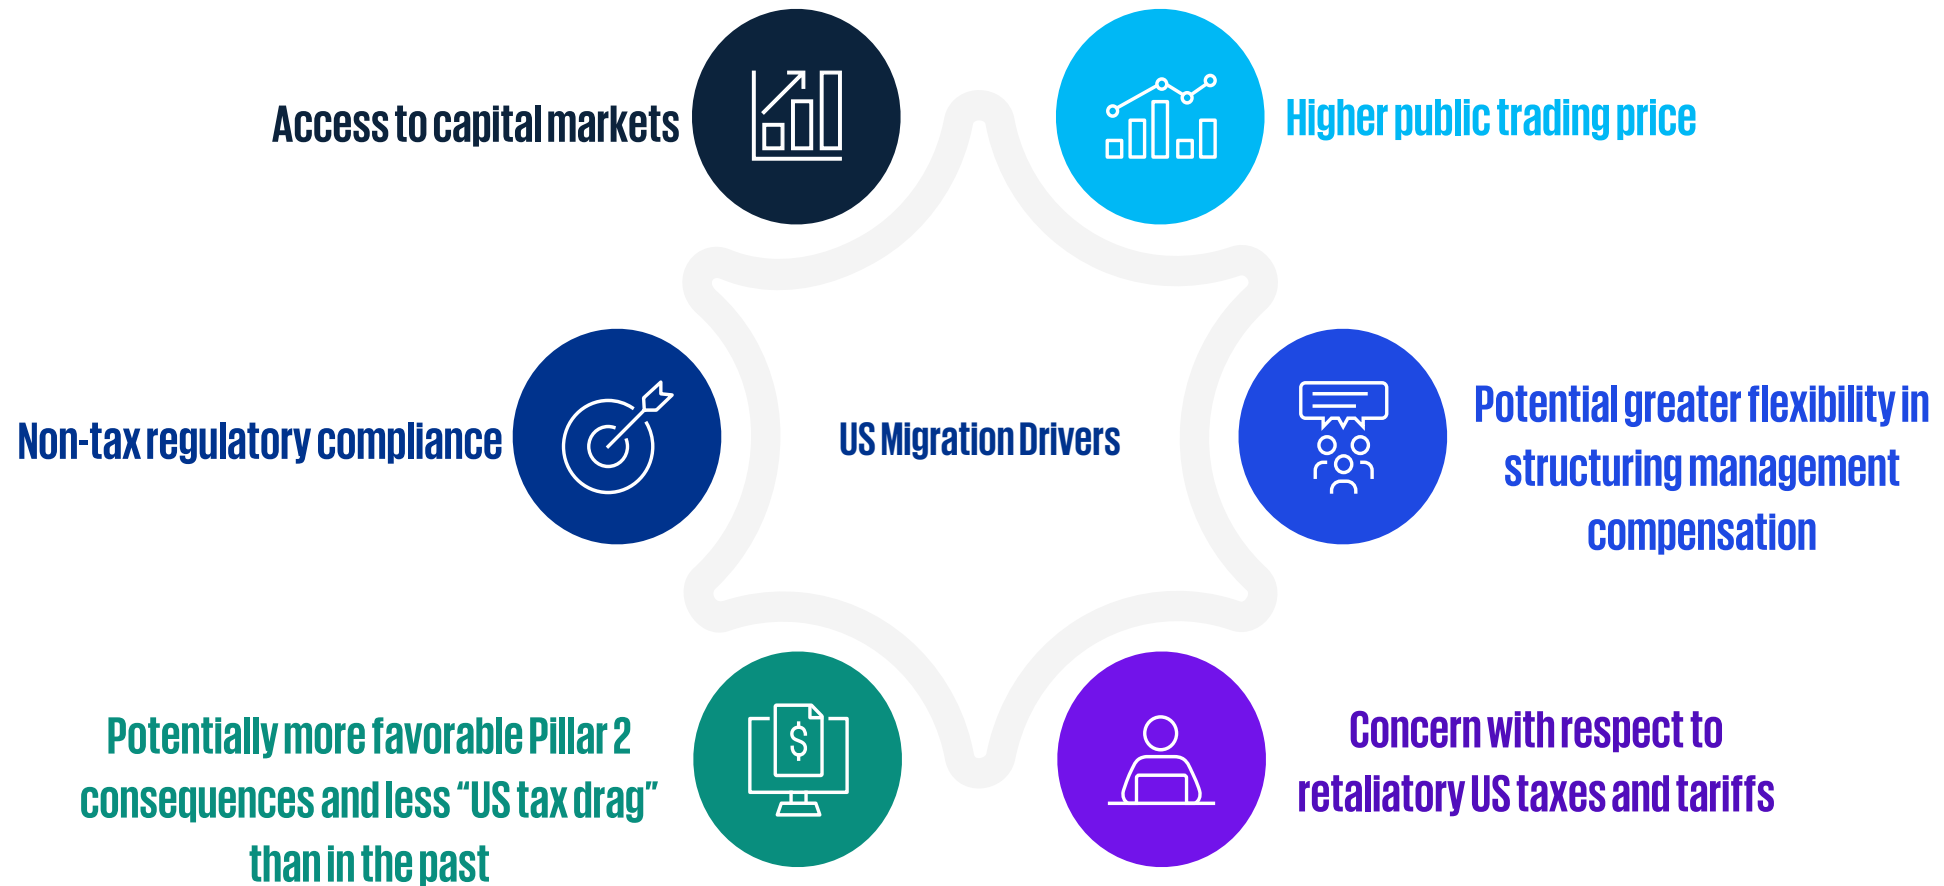 Access to capital markets
Higher public trading price
Non-tax regulatory compliance
US Migration Drivers
Potential greater flexibility in
structuring management
compensation
Potentially more favorable Pillar 2
consequences and less “US tax drag”
than in the past
$
Concern with respect to
retaliatory US taxes and tariffs